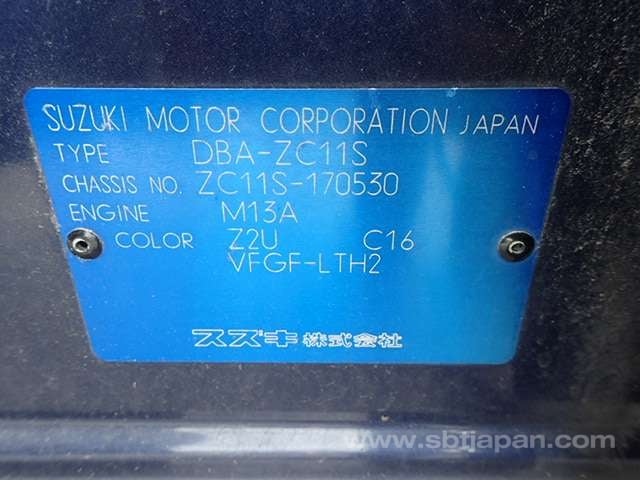 SUZUKI MOTOR CORPORATION JAPAN
TYPE DBA-ZC11S
CHASSIS NO. ZC11S-170530
ENGINE M13A
COLOR Z2U C16
VFGF-LTH2
スズキ株式会社
www.sbtjapan.com